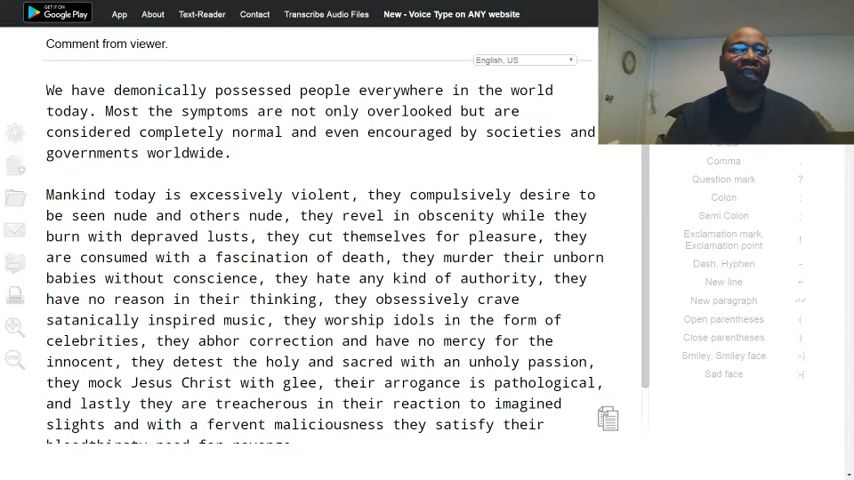 GET IT ON
Google Play
App
About
Text-Reader
Contact
Transcribe Audio Files
New - Voice Type on ANY website
Comment from viewer.
English, US
We have demonically possessed people everywhere in the world
today. Most the symptoms are not only overlooked but are
considered completely normal and even encouraged by societies and
governments worldwide.
Mankind today is excessively violent, they compulsively desire to
be seen nude and others nude, they revel in obscenity while they
burn with depraved lusts, they cut themselves for pleasure, they
are consumed with a fascination of death, they murder their unborn
babies without conscience, they hate any kind of authority, they
have no reason in their thinking, they obsessively crave
satanically inspired music, they worship idols in the form of
celebrities, they abhor correction and have no mercy for the
innocent, they detest the holy and sacred with an unholy passion,
they mock Jesus Christ with glee, their arrogance is pathological,
and lastly they are treacherous in their reaction to imagined
slights and with a fervent maliciousness they satisfy their
bloodthirsty need for revenge.
Comma ,
Question mark ?
Colon :
Semi Colon ;
Exclamation mark, !
Exclamation point
Dash, Hyphen -
New line ↵
New paragraph ↵↵
Open parentheses (
Close parentheses )
Smiley, Smiley face :-)
Sad face :-(